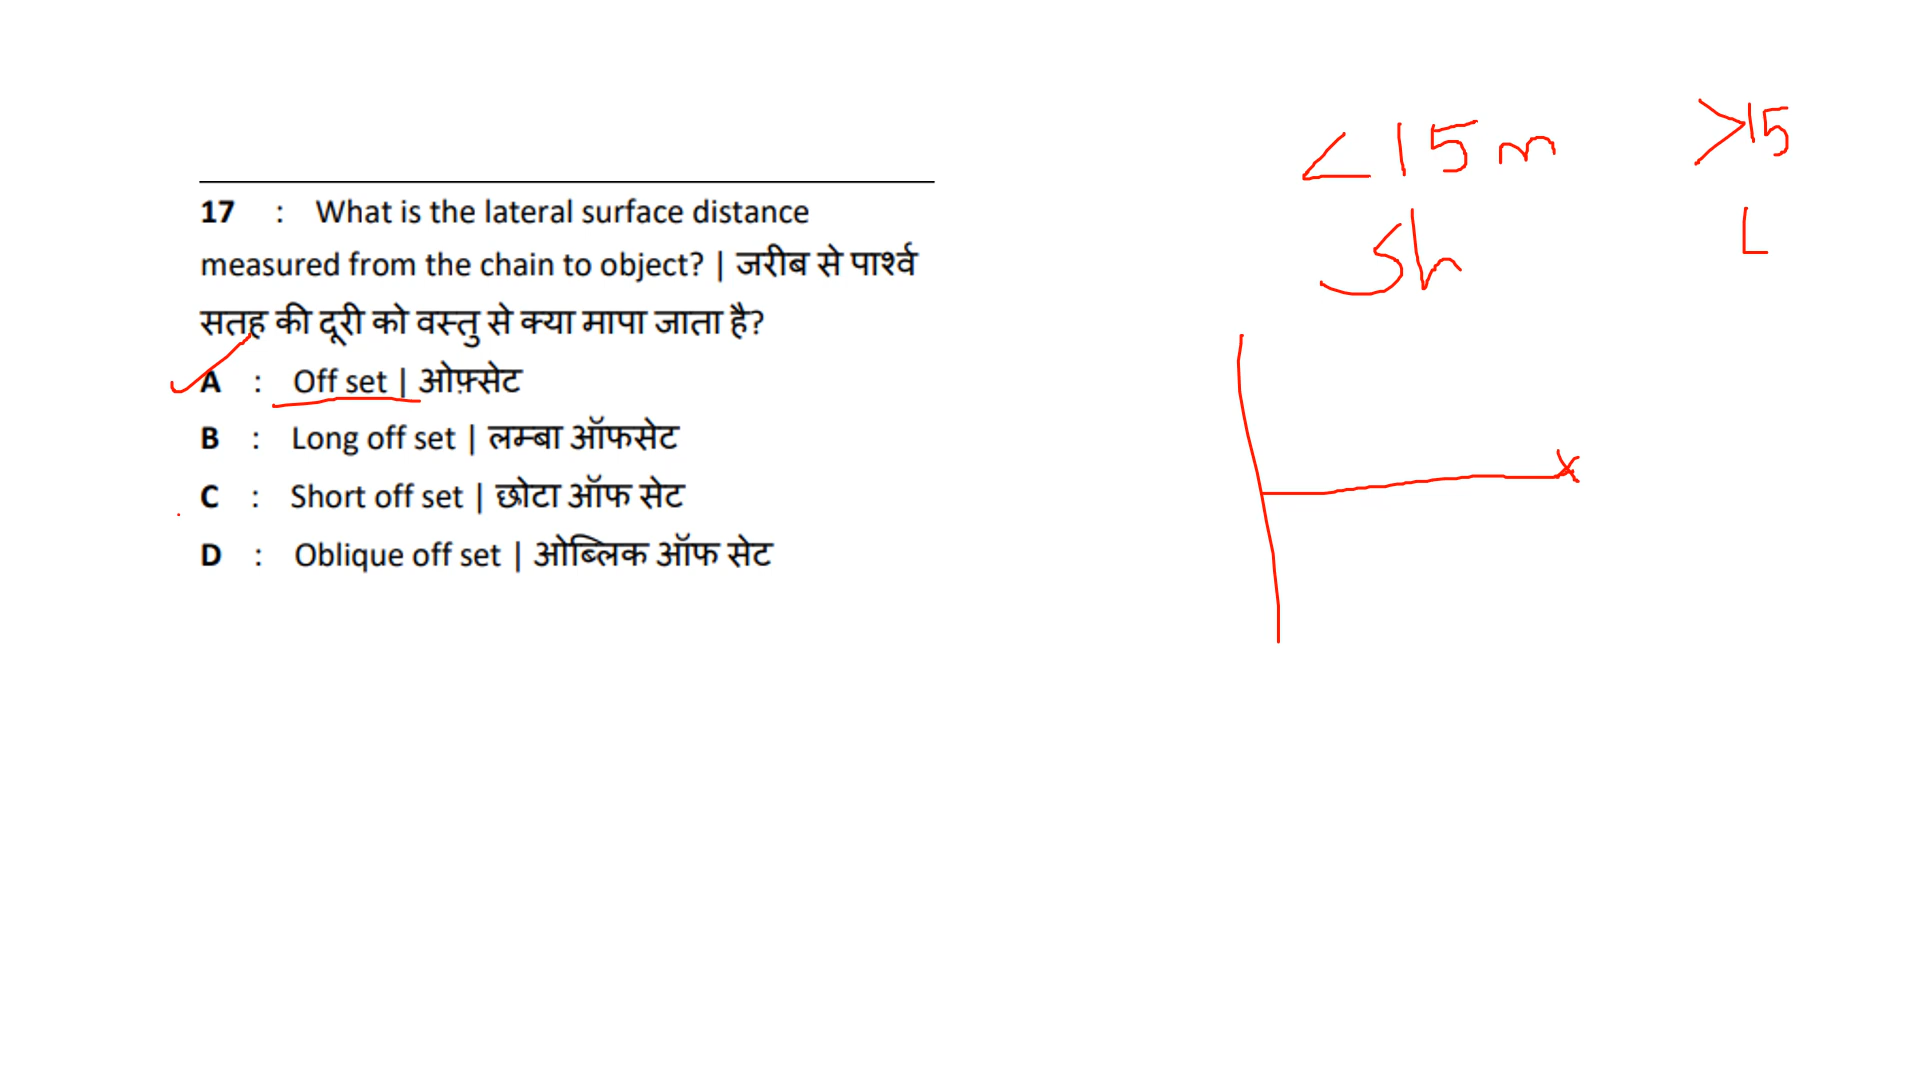 17 : What is the lateral surface distance
measured from the chain to object? | जरीब से पार्श्व
सतह की दूरी को वस्तु से क्या मापा जाता है?
A : Off set | ओफ़्सेट
B : Long off set | लम्बा ऑफसेट
C : Short off set | छोटा ऑफ सेट
D : Oblique off set | ओब्लिक ऑफ सेट
<15 m >15
Sh L